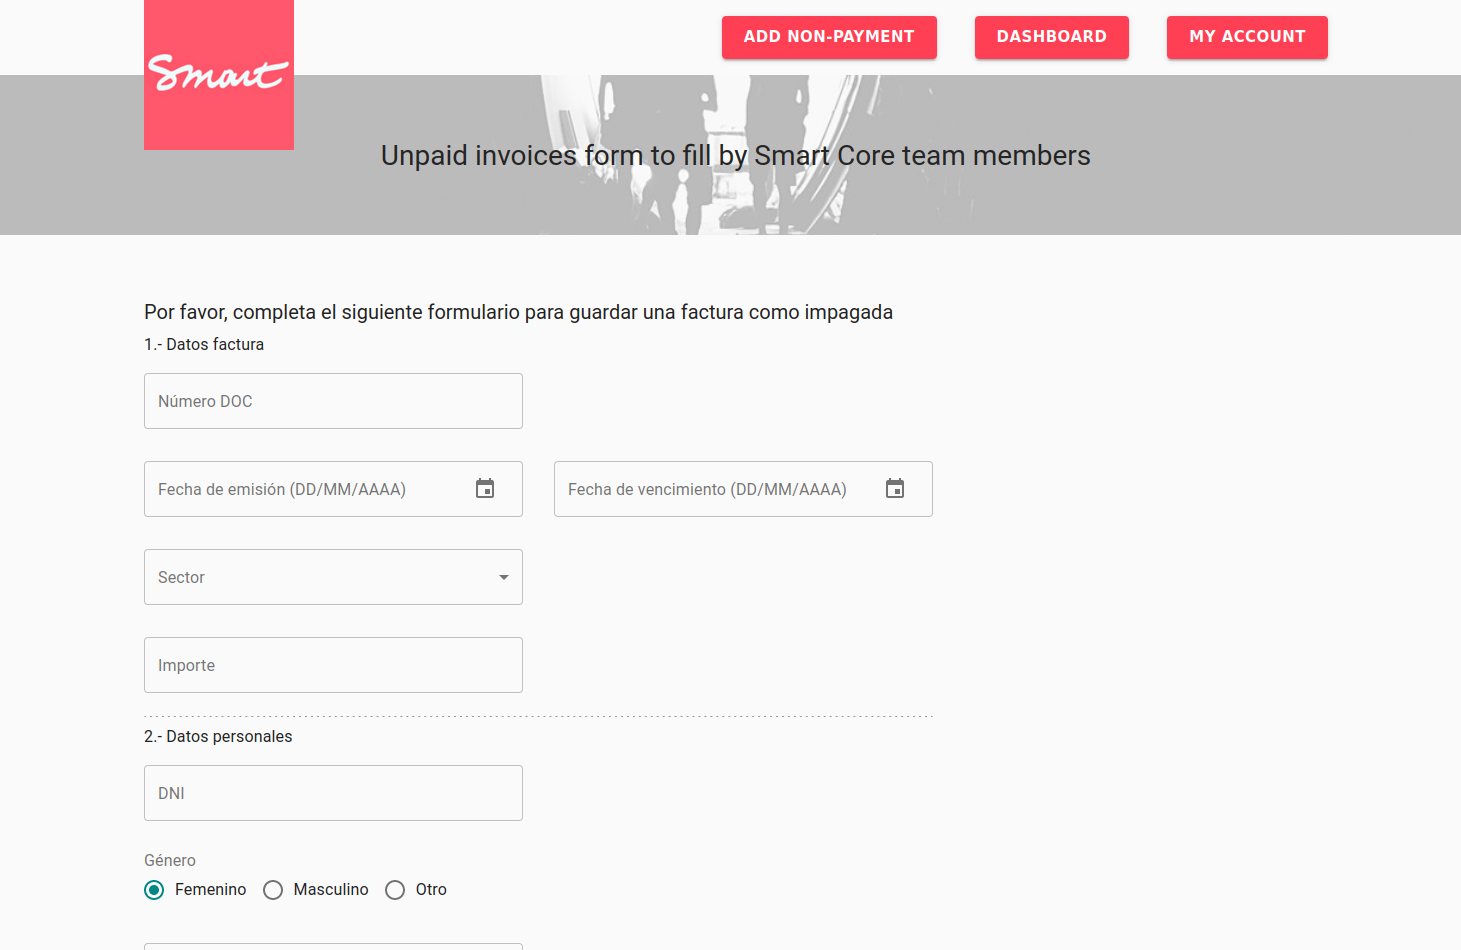 Smart
ADD NON-PAYMENT
DASHBOARD
MY ACCOUNT
Unpaid invoices form to fill by Smart Core team members
Por favor, completa el siguiente formulario para guardar una factura como impagada
1.- Datos factura
Número DOC
Fecha de emisión (DD/MM/AAAA)
Fecha de vencimiento (DD/MM/AAAA)
Sector
Importe
2.- Datos personales
DNI
Género
Femenino
Masculino
Otro